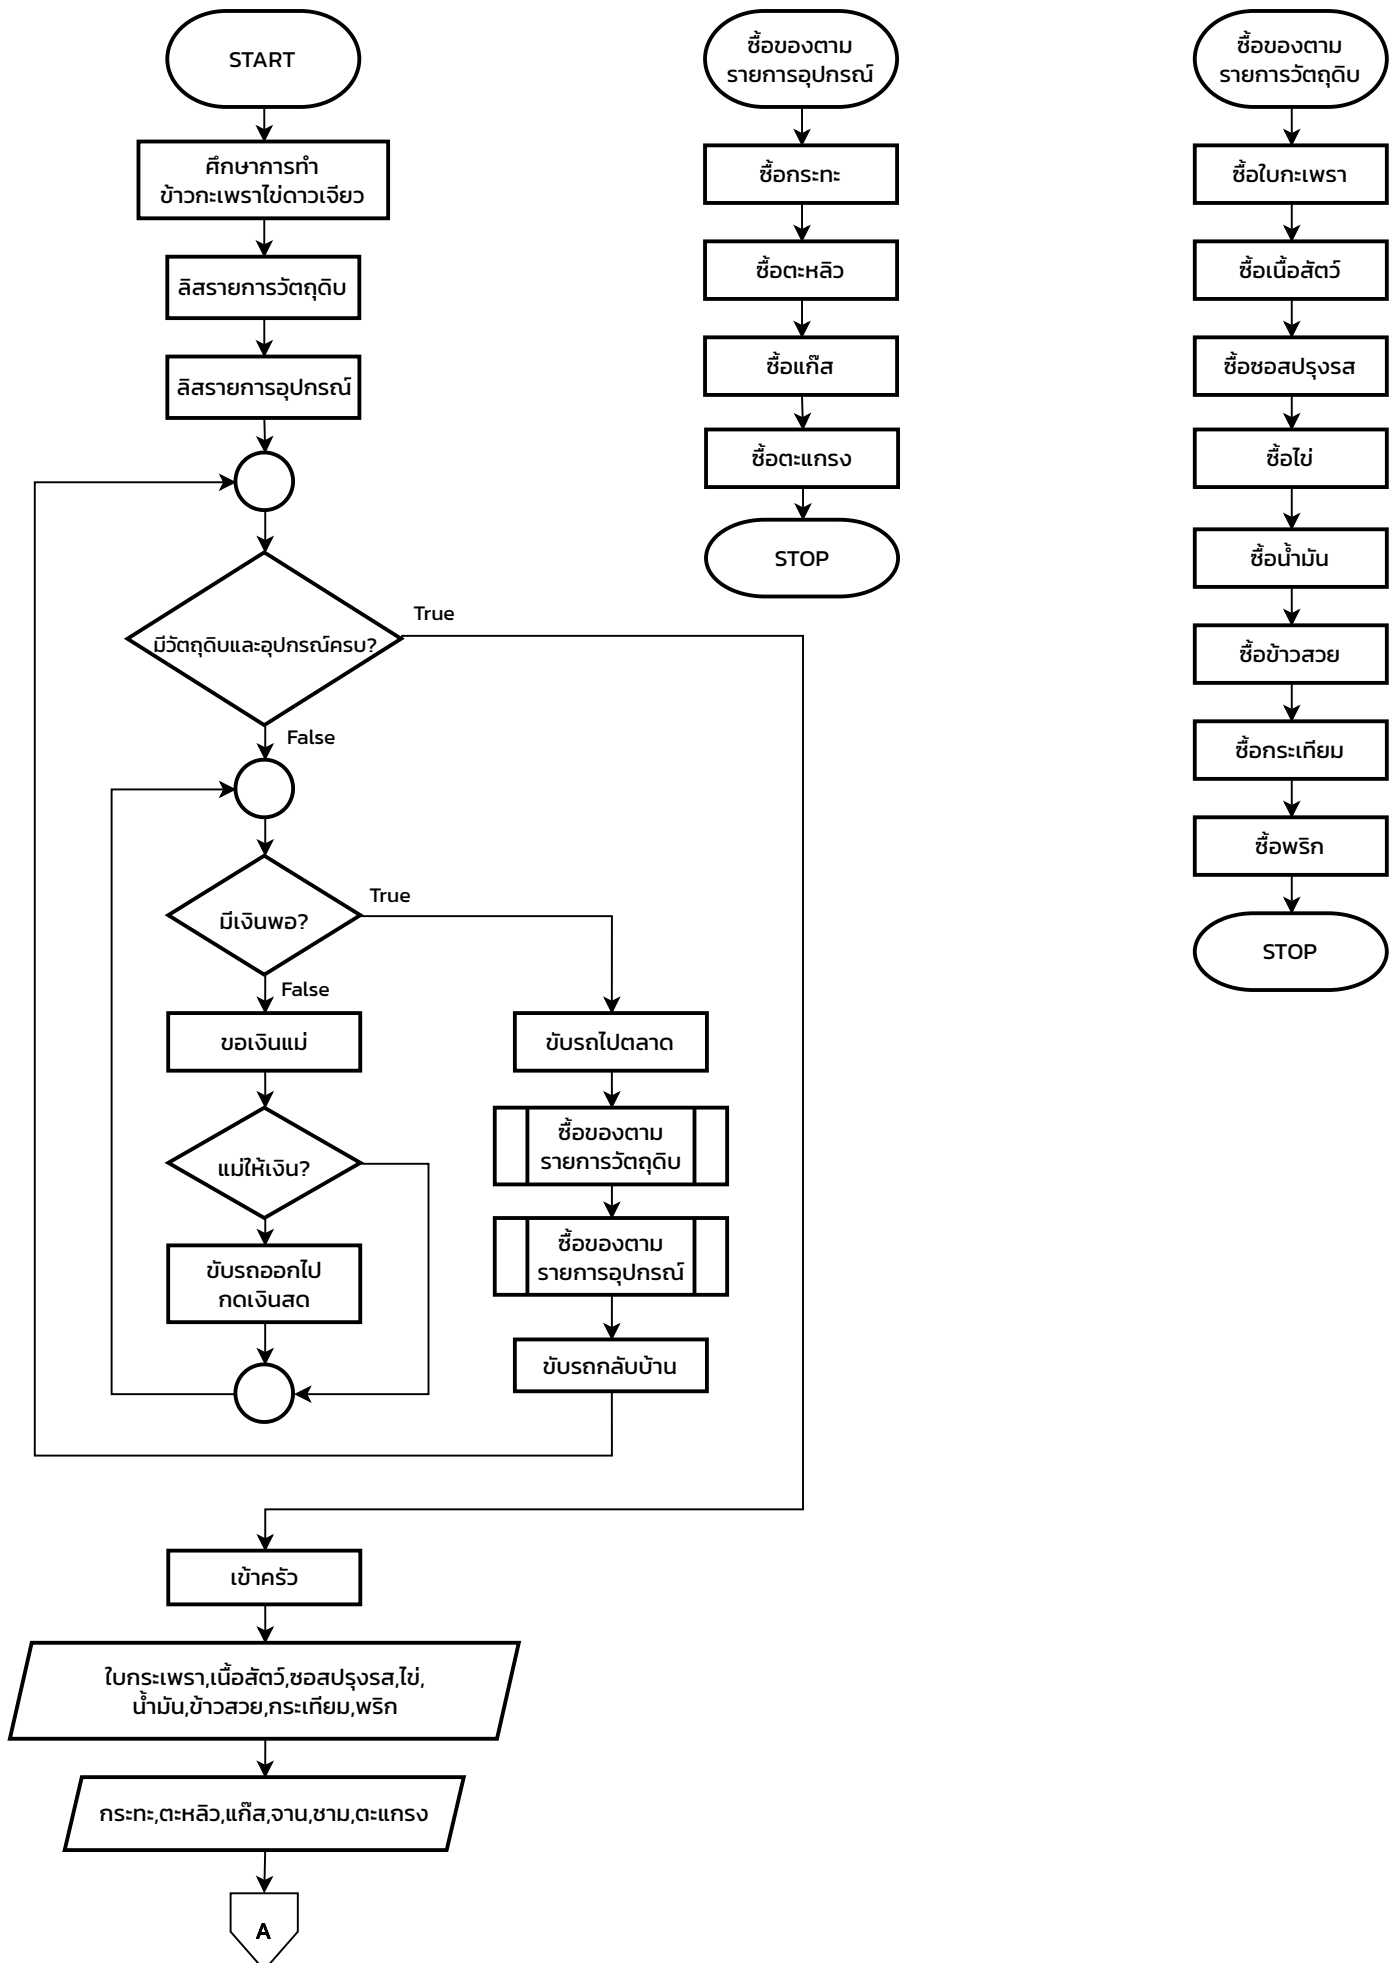 START
ศึกษาการทำ
ข้าวกะเพราไข่ดาวเจียว
ลิสรายการวัตถุดิบ
ลิสรายการอุปกรณ์
มีวัตถุดิบและอุปกรณ์ครบ?
True
False
มีเงินพอ?
True
False
ขอเงินแม่
แม่ให้เงิน?
ขับรถออกไป
กดเงินสด
ขับรถไปตลาด
ซื้อของตาม
รายการวัตถุดิบ
ซื้อของตาม
รายการอุปกรณ์
ขับรถกลับบ้าน
เข้าครัว
ใบกระเพรา,เนื้อสัตว์,ซอสปรุงรส,ไข่,
น้ำมัน,ข้าวสวย,กระเทียม,พริก
กระทะ,ตะหลิว,แก๊ส,จาน,ชาม,ตะแกรง
A
ซื้อของตาม
รายการอุปกรณ์
ซื้อกระทะ
ซื้อตะหลิว
ซื้อแก๊ส
ซื้อตะแกรง
STOP
ซื้อของตาม
รายการวัตถุดิบ
ซื้อใบกะเพรา
ซื้อเนื้อสัตว์
ซื้อซอสปรุงรส
ซื้อไข่
ซื้อน้ำมัน
ซื้อข้าวสวย
ซื้อกระเทียม
ซื้อพริก
STOP